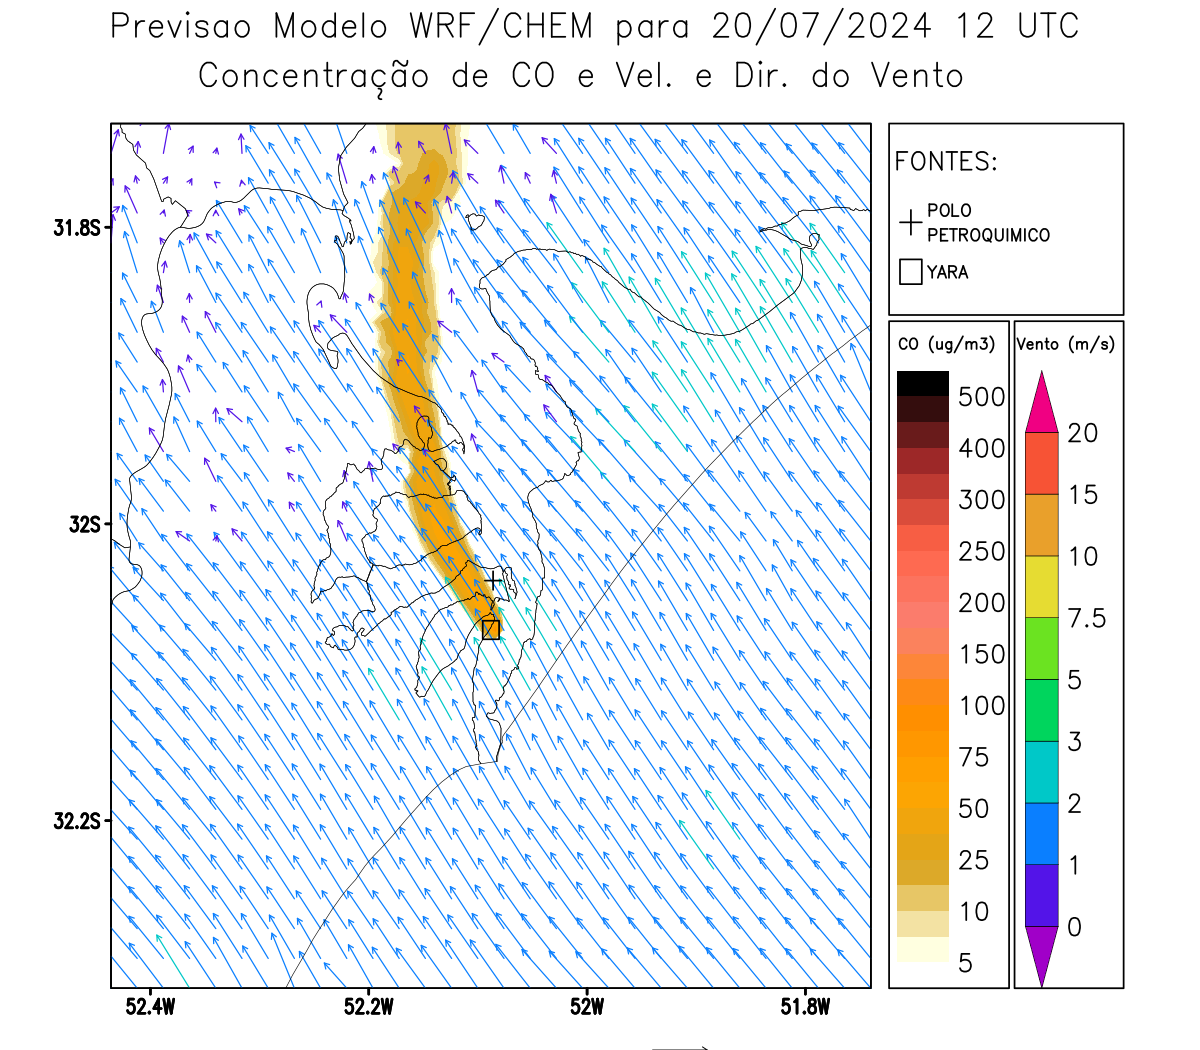 Previsao Modelo WRF/CHEM para 20/07/2024 12 UTC
Concentração de CO e Vel. e Dir. do Vento
FONTES:
POLO
PETROQUIMICO
YARA
31.8S
32S
32.2S
52.4W
52.2W
52W
51.8W
CO (ug/m3)
500
400
300
250
200
150
100
75
50
25
10
5
Vento (m/s)
20
15
10
7.5
5
3
2
1
0